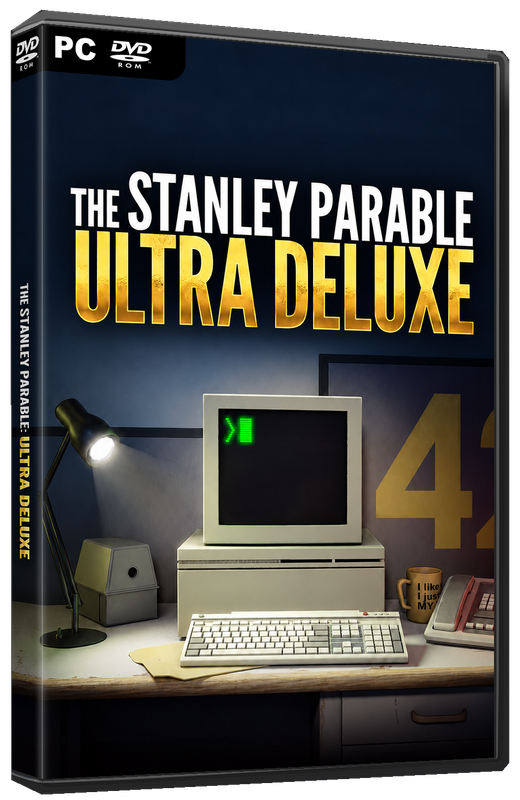 DVD
ROM
PC DVD
ROM
THE STANLEY PARABLE
ULTRA DELUXE
THE STANLEY PARABLE: ULTRA DELUXE
42
I like
I just
MY